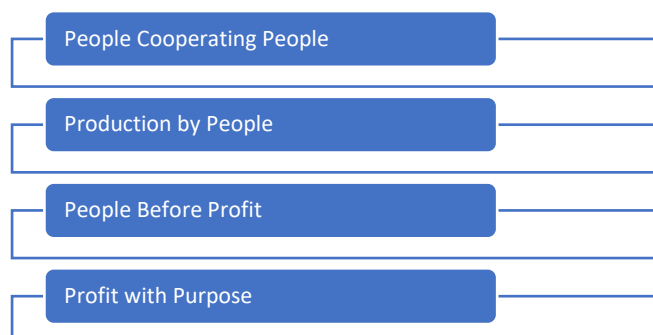 People Cooperating People
Production by People
People Before Profit
Profit with Purpose